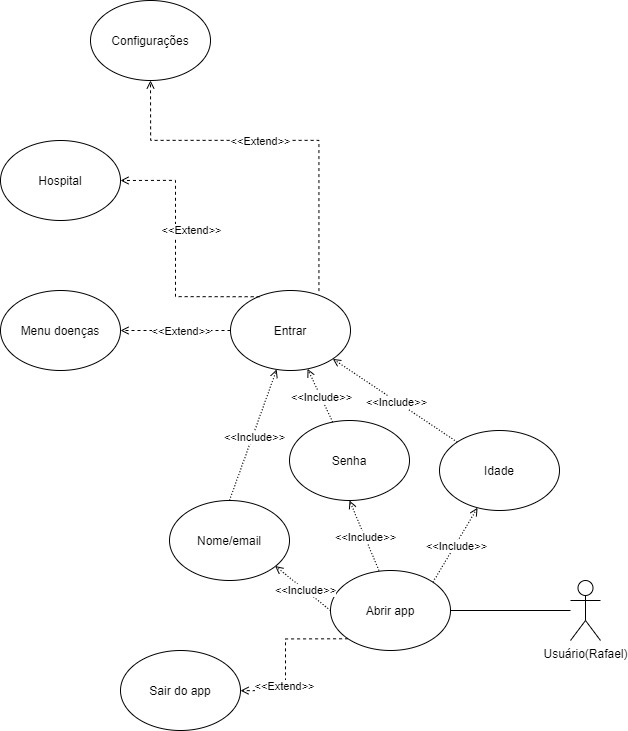 Configurações
<<Extend>>
Hospital
<<Extend>>
Menu doenças
<<Extend>>
Entrar
<<Include>>
<<Include>>
<<Include>>
Senha
Idade
Nome/email
<<Include>>
<<Include>>
<<Include>>
Abrir app
Usuário(Rafael)
Sair do app
<<Extend>>